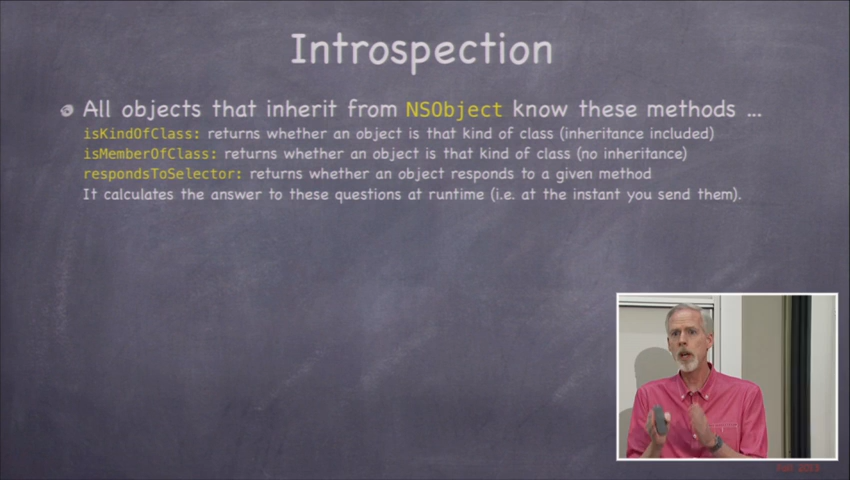 Introspection
All objects that inherit from NSObject know these methods ...
isKindOfClass: returns whether an object is that kind of class (inheritance included)
isMemberOfClass: returns whether an object is that kind of class (no inheritance)
respondsToSelector: returns whether an object responds to a given method
It calculates the answer to these questions at runtime (i.e. at the instant you send them).
Fall 2013